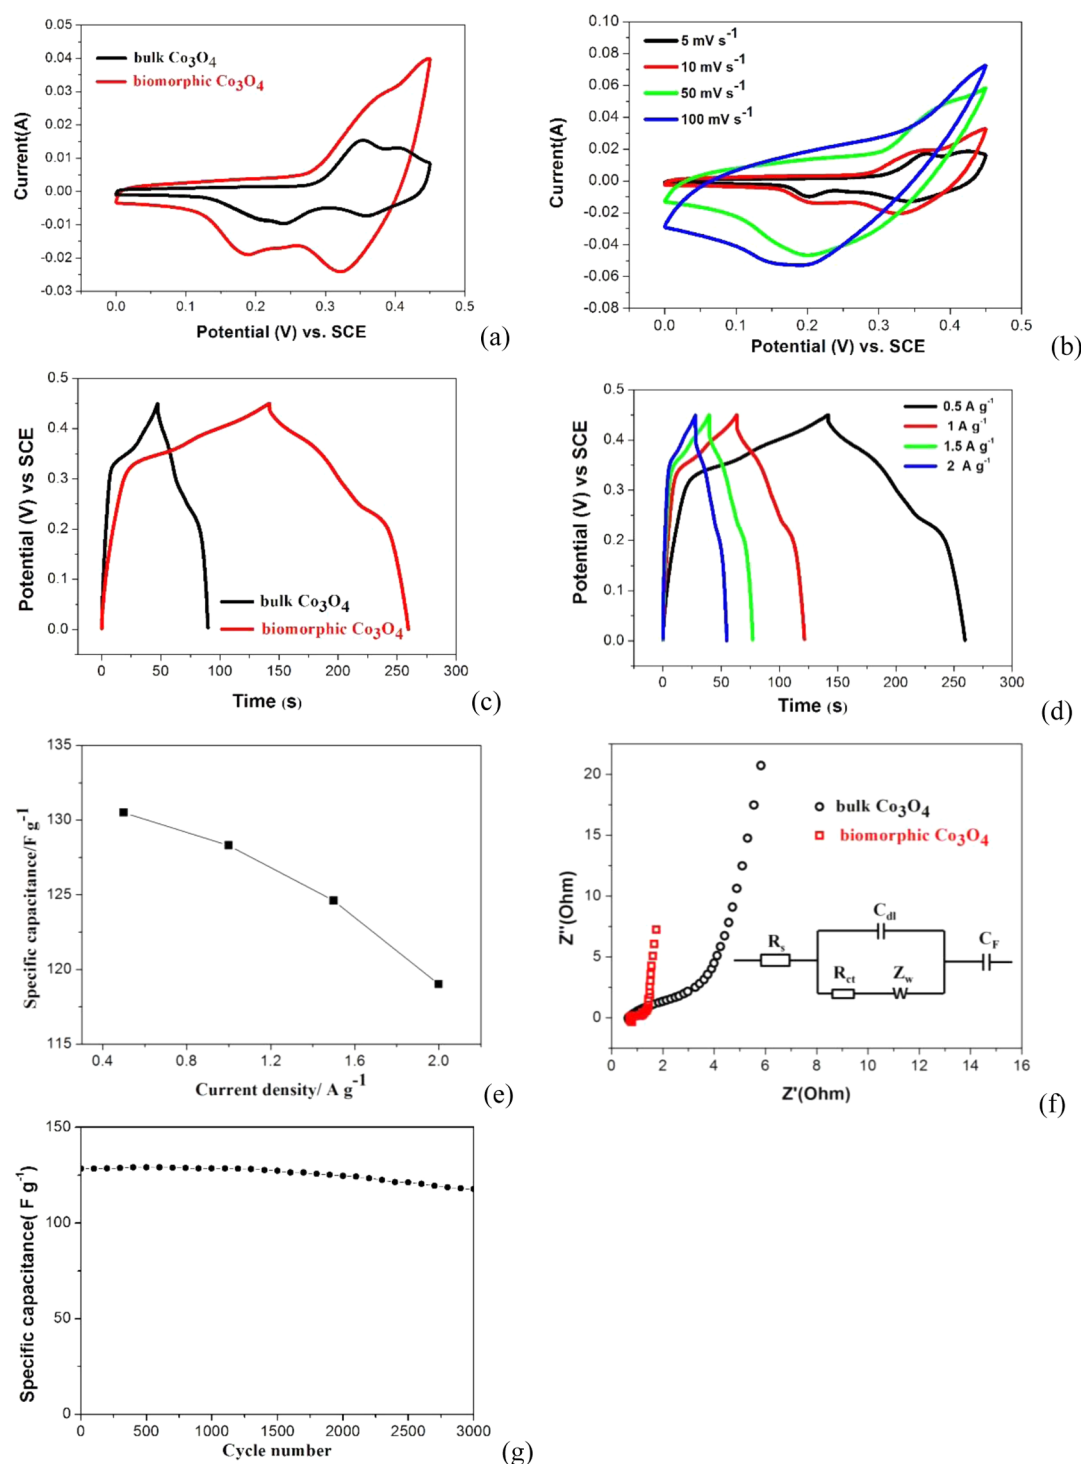 0.05
0.04
0.03
0.02
0.01
0.00
-0.01
-0.02
-0.03
Current(A)
bulk Co3O4
biomorphic Co3O4
0.0 0.1 0.2 0.3 0.4 0.5
Potential (V) vs. SCE
(a)
0.10
0.08
0.06
0.04
0.02
0.00
-0.02
-0.04
-0.06
-0.08
Current(A)
5 mV s-1
10 mV s-1
50 mV s-1
100 mV s-1
0.0 0.1 0.2 0.3 0.4 0.5
Potential (V) vs. SCE
(b)
0.5
0.4
0.3
0.2
0.1
0.0
Potential (V) vs SCE
bulk Co3O4
biomorphic Co3O4
0 50 100 150 200 250 300
Time (s)
(c)
0.5
0.4
0.3
0.2
0.1
0.0
Potential (V) vs SCE
0.5 A g-1
1 A g-1
1.5 A g-1
2 A g-1
0 50 100 150 200 250 300
Time (s)
(d)
135
130
125
120
115
Specific capacitance/F g-1
0.4 0.8 1.2 1.6 2.0
Current density/ A g-1
(e)
20
15
10
5
0
Z''(Ohm)
bulk Co3O4
biomorphic Co3O4
Rs
Cdl
Rct
Zw
W
CF
0 2 4 6 8 10 12 14 16
Z'(Ohm)
(f)
150
100
50
0
Specific capacitance( F g-1)
0 500 1000 1500 2000 2500 3000
Cycle number
(g)